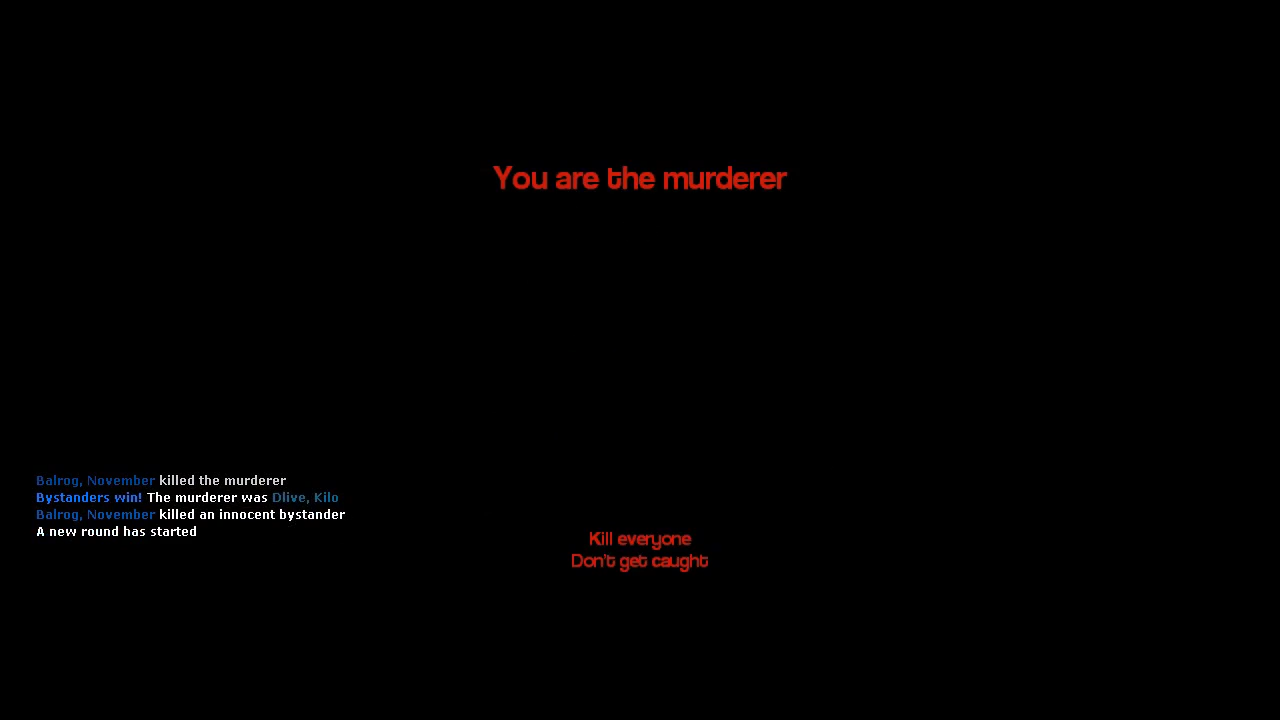 You are the murderer
Balrog, November killed the murderer
Bystanders win! The murderer was Dlive, Kilo
Balrog, November killed an innocent bystander
A new round has started
Kill everyone
Don't get caught